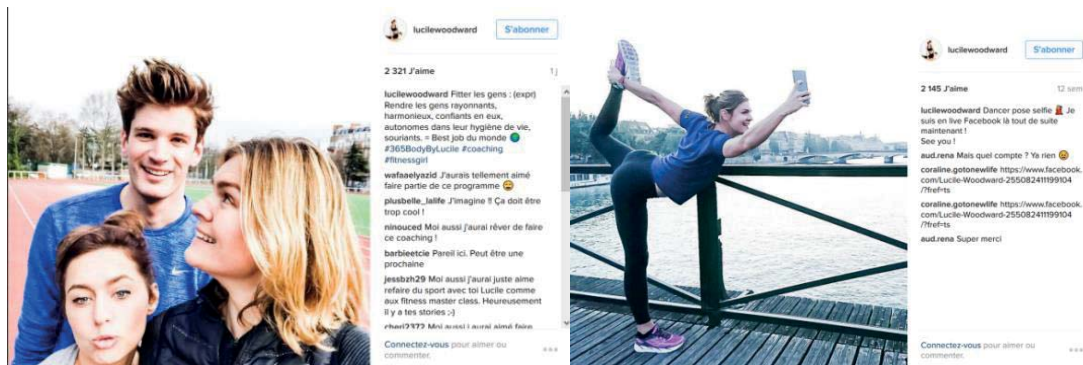 lucilewoodward S'abonner
2 321 J'aime 1 j
lucilewoodward Fitter les gens : (expr)
Rendre les gens rayonnants,
harmonieux, confiants en eux,
autonomes dans leur hygiène de vie,
souriants. = Best job du monde
#365BodyByLucile #coaching
#fitnessgirl
wafaaelyazid J'aurais tellement aimé
faire partie de ce programme
plusbelle_lalife J'imagine !! Ça doit être
trop cool !
ninouced Moi aussi j'aurai rêver de faire
ce coaching !
barbieetcie Pareil ici. Peut être une
prochaine
jessbzh29 Moi aussi j'aurai juste aime
refaire du sport avec toi Lucile comme
aux fitness master class. Heureusement
il y a tes stories ;-)
cheri2372 Moi aussi j aurai aimé faire
Connectez-vous pour aimer ou
commenter.
lucilewoodward S'abonner
2 145 J'aime 12 sem
lucilewoodward Dancer pose selfie Je
suis en live Facebook là tout de suite
maintenant !
See you !
aud.rena Mais quel compte ? Ya rien
coraline.gotonewlife https://www.facebook.
com/Lucile-Woodward-255082411199104
/?fref=ts
coraline.gotonewlife https://www.facebook.
com/Lucile-Woodward-255082411199104
/?fref=ts
aud.rena Super merci
Connectez-vous pour aimer ou
commenter.